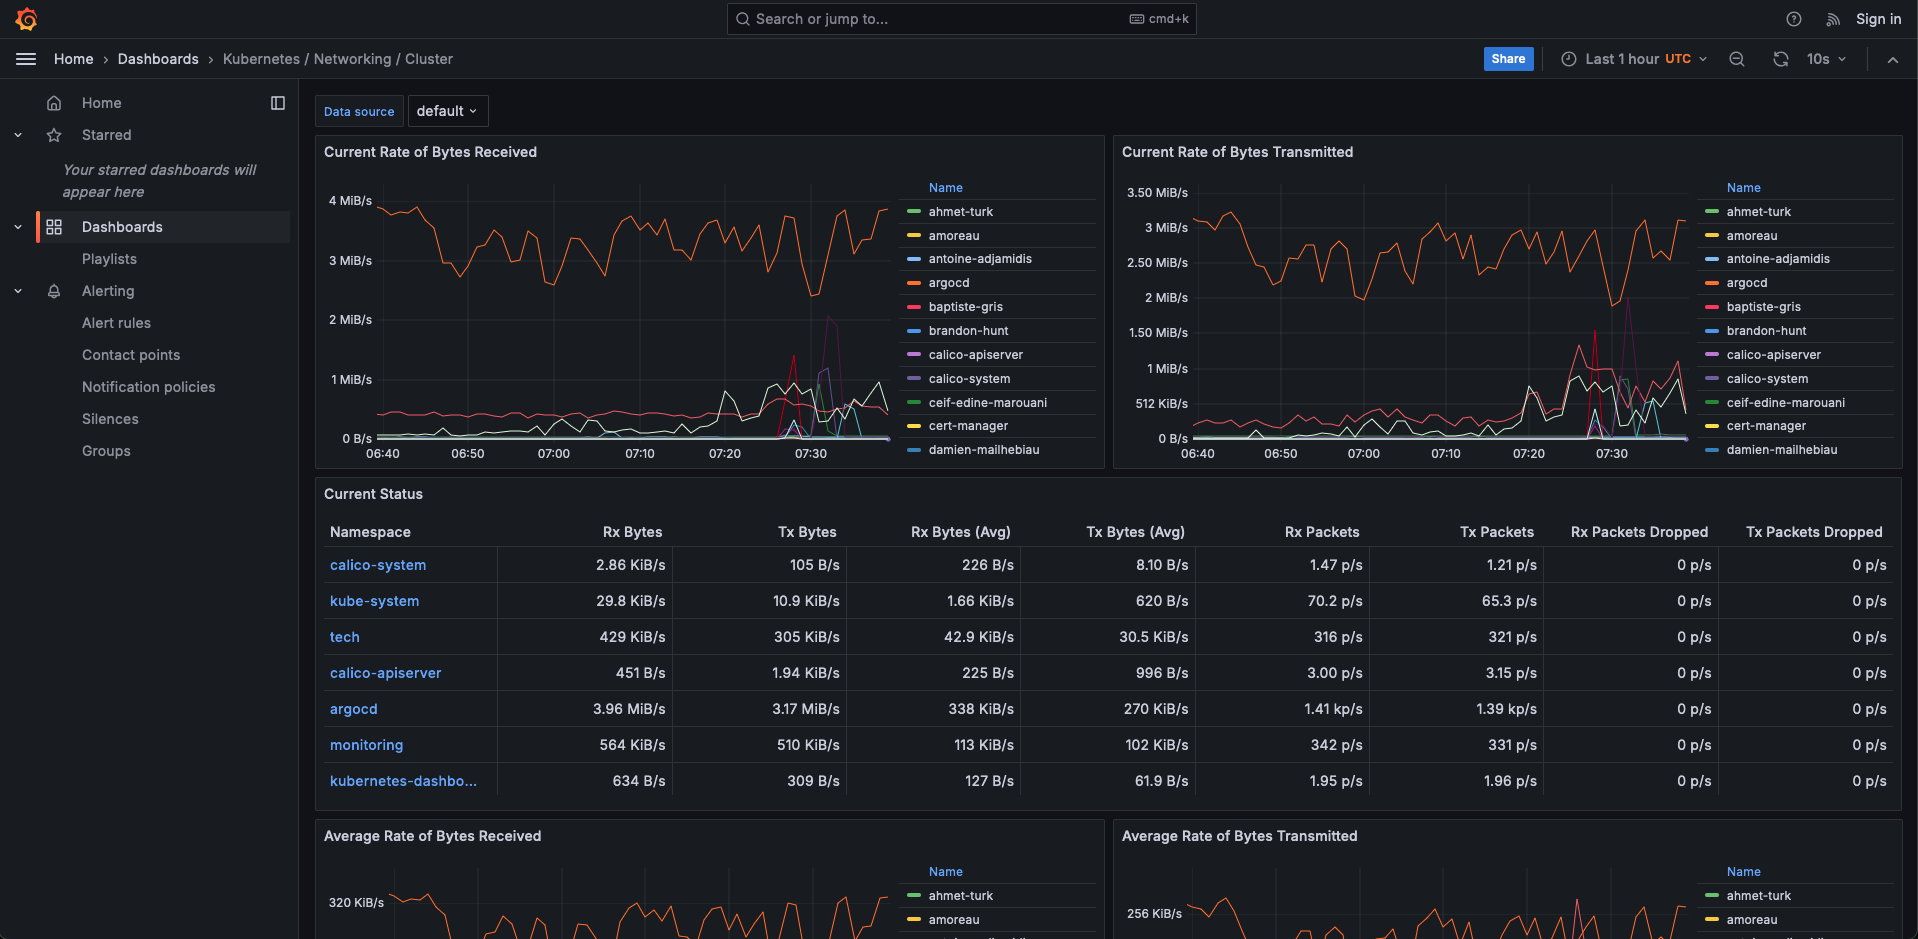 Search or jump to...
cmd+k
Sign in
Home › Dashboards › Kubernetes / Networking / Cluster
Share
Last 1 hour UTC
10s
Home
Starred
Your starred dashboards will
appear here
Dashboards
Playlists
Alerting
Alert rules
Contact points
Notification policies
Silences
Groups
Data source
default
Current Rate of Bytes Received
4 MiB/s
3 MiB/s
2 MiB/s
1 MiB/s
0 B/s
06:40 06:50 07:00 07:10 07:20 07:30
Name
ahmet-turk
amoreau
antoine-adjamidis
argocd
baptiste-gris
brandon-hunt
calico-apiserver
calico-system
ceif-edine-marouani
cert-manager
damien-mailhebiau
Current Rate of Bytes Transmitted
3.50 MiB/s
3 MiB/s
2.50 MiB/s
2 MiB/s
1.50 MiB/s
1 MiB/s
512 KiB/s
0 B/s
06:40 06:50 07:00 07:10 07:20 07:30
Name
ahmet-turk
amoreau
antoine-adjamidis
argocd
baptiste-gris
brandon-hunt
calico-apiserver
calico-system
ceif-edine-marouani
cert-manager
damien-mailhebiau
Current Status
Namespace Rx Bytes Tx Bytes Rx Bytes (Avg) Tx Bytes (Avg) Rx Packets Tx Packets Rx Packets Dropped Tx Packets Dropped
calico-system 2.86 KiB/s 105 B/s 226 B/s 8.10 B/s 1.47 p/s 1.21 p/s 0 p/s 0 p/s
kube-system 29.8 KiB/s 10.9 KiB/s 1.66 KiB/s 620 B/s 70.2 p/s 65.3 p/s 0 p/s 0 p/s
tech 429 KiB/s 305 KiB/s 42.9 KiB/s 30.5 KiB/s 316 p/s 321 p/s 0 p/s 0 p/s
calico-apiserver 451 B/s 1.94 KiB/s 225 B/s 996 B/s 3.00 p/s 3.15 p/s 0 p/s 0 p/s
argocd 3.96 MiB/s 3.17 MiB/s 338 KiB/s 270 KiB/s 1.41 kp/s 1.39 kp/s 0 p/s 0 p/s
monitoring 564 KiB/s 510 KiB/s 113 KiB/s 102 KiB/s 342 p/s 331 p/s 0 p/s 0 p/s
kubernetes-dashbo... 634 B/s 309 B/s 127 B/s 61.9 B/s 1.95 p/s 1.96 p/s 0 p/s 0 p/s
Average Rate of Bytes Received
320 KiB/s
Name
ahmet-turk
amoreau
Average Rate of Bytes Transmitted
256 KiB/s
Name
ahmet-turk
amoreau